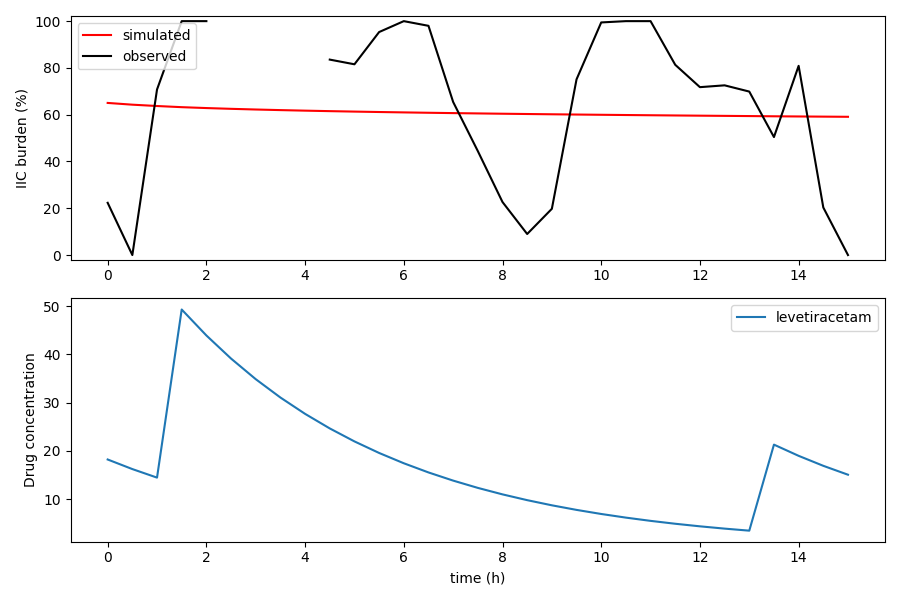 100
80
60
40
20
0
IIC burden (%)
simulated
observed
0 2 4 6 8 10 12 14
50
40
30
20
10
Drug concentration
levetiracetam
0 2 4 6 8 10 12 14
time (h)